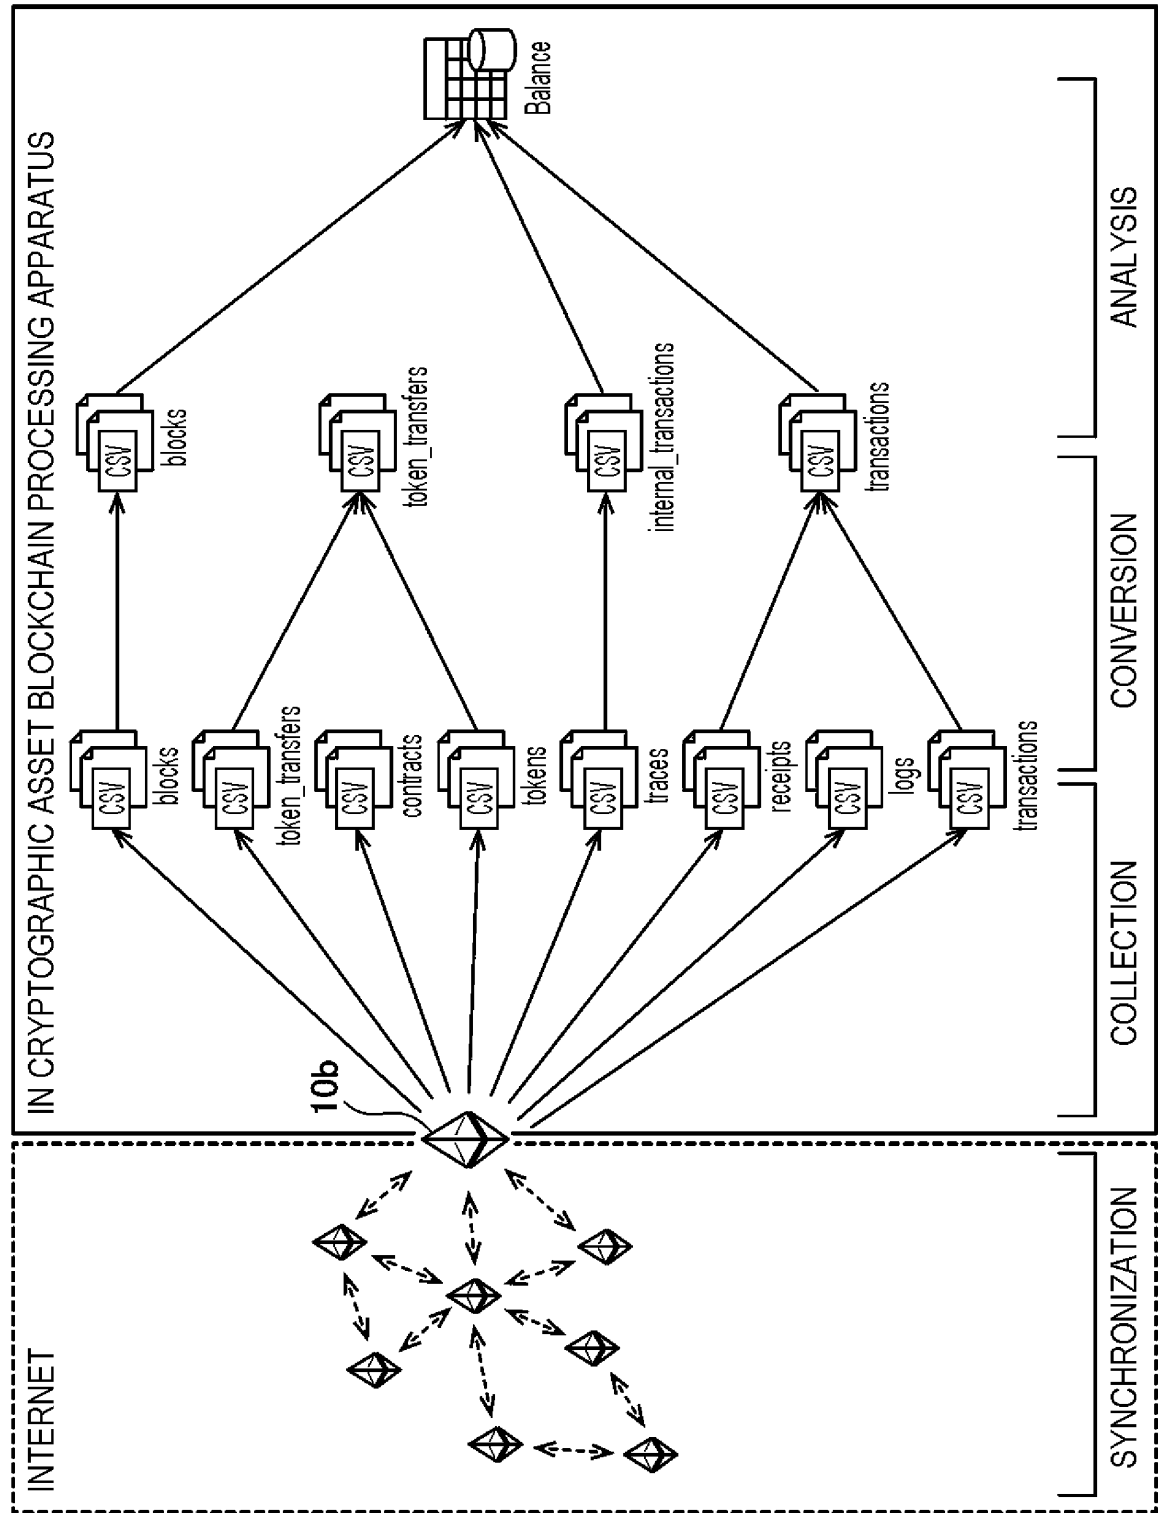 INTERNET
IN CRYPTOGRAPHIC ASSET BLOCKCHAIN PROCESSING APPARATUS
10b
CSV
blocks
CSV
token_transfers
CSV
contracts
CSV
tokens
CSV
traces
CSV
receipts
CSV
logs
CSV
transactions
CSV
blocks
CSV
token_transfers
CSV
internal_transactions
CSV
transactions
Balance
SYNCHRONIZATION
COLLECTION
CONVERSION
ANALYSIS